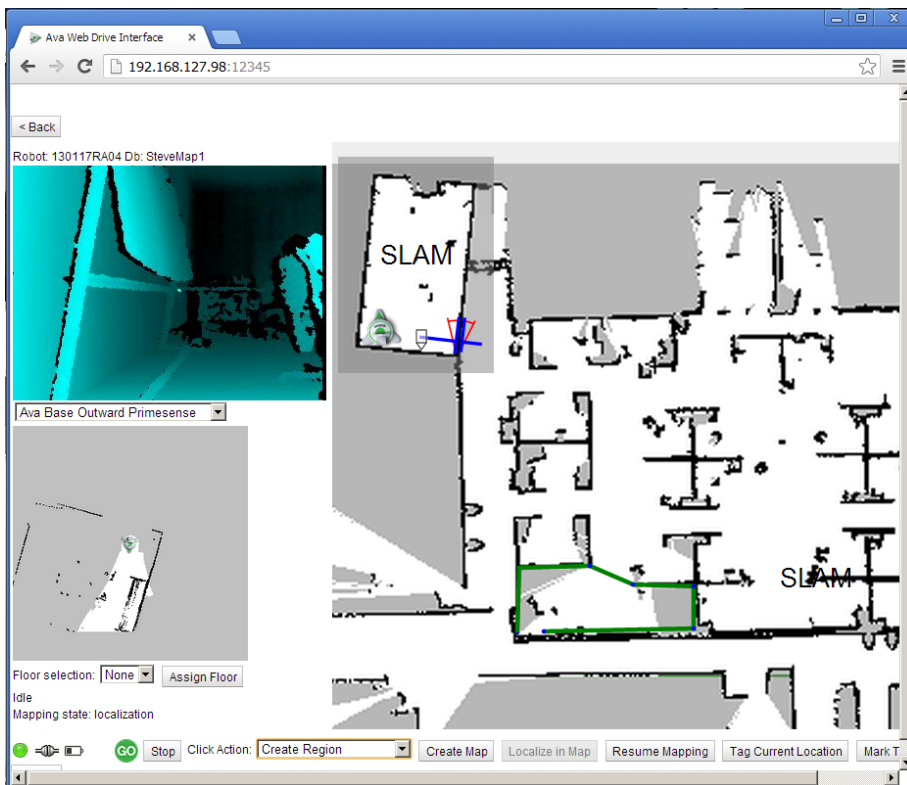 Ava Web Drive Interface
192.168.127.98:12345
< Back
Robot: 130117RA04 Db: SteveMap1
SLAM
Ava Base Outward Primesense
SLAM
Floor selection: None Assign Floor
Idle
Mapping state: localization
GO Stop Click Action: Create Region Create Map Localize in Map Resume Mapping Tag Current Location Mark T